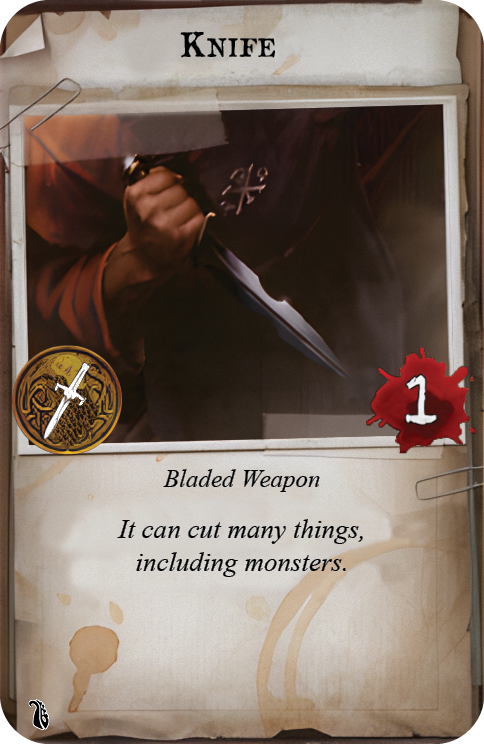 Knife
1
Bladed Weapon
It can cut many things,
including monsters.